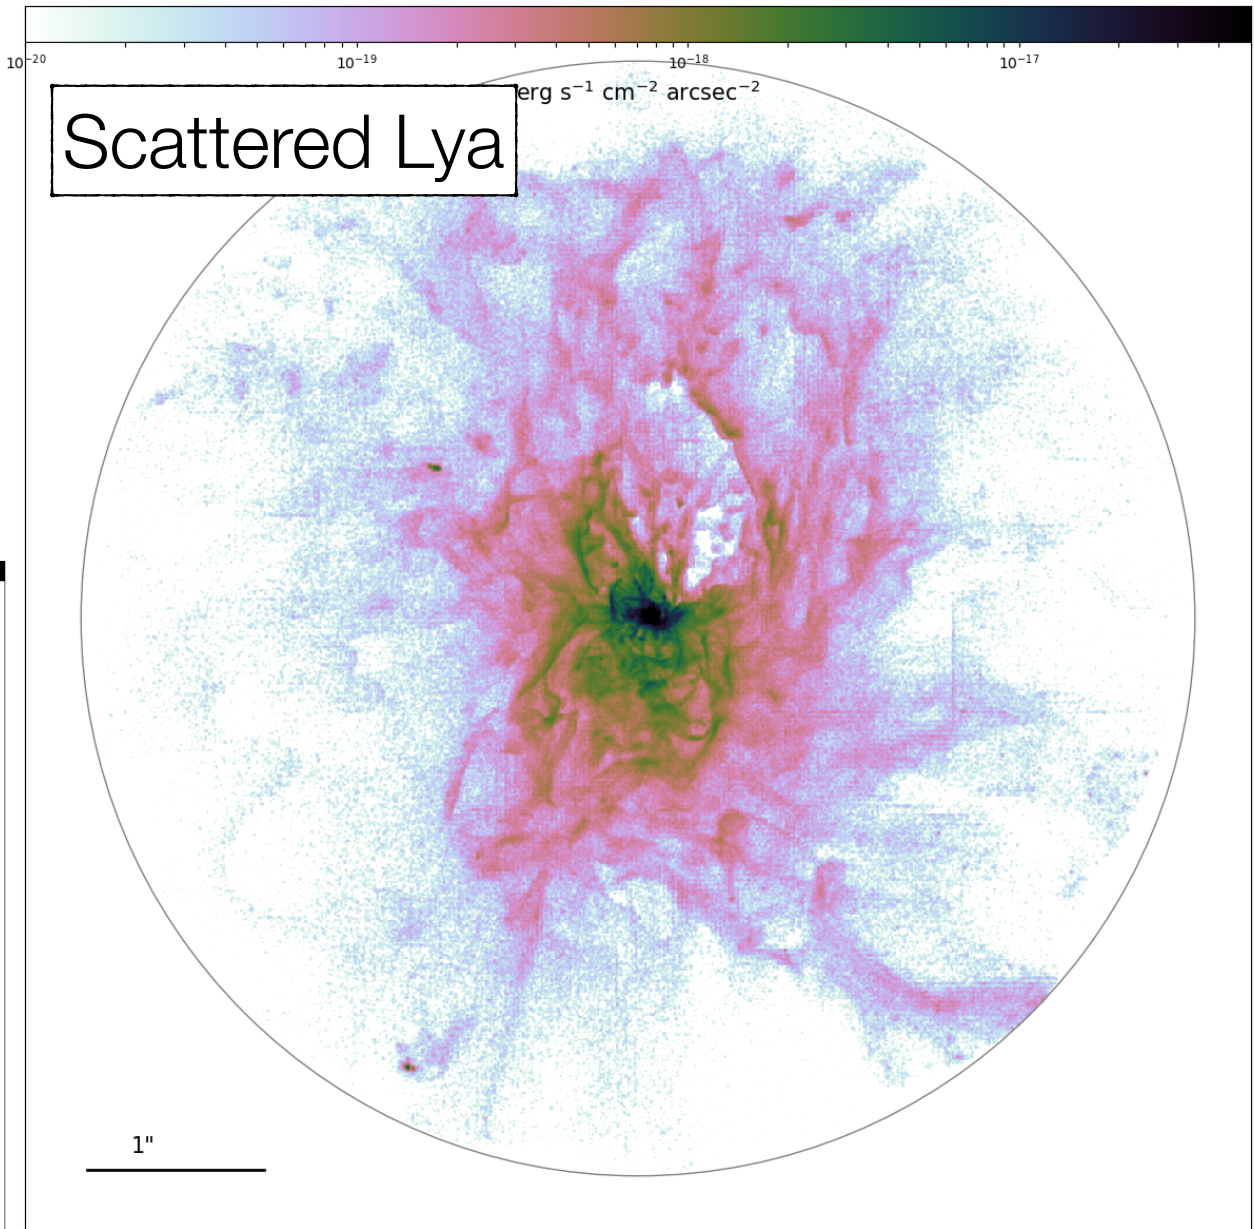 10⁻²⁰ 10⁻¹⁹ 10⁻¹⁸ 10⁻¹⁷
erg s⁻¹ cm⁻² arcsec⁻²
Scattered Lya
1"